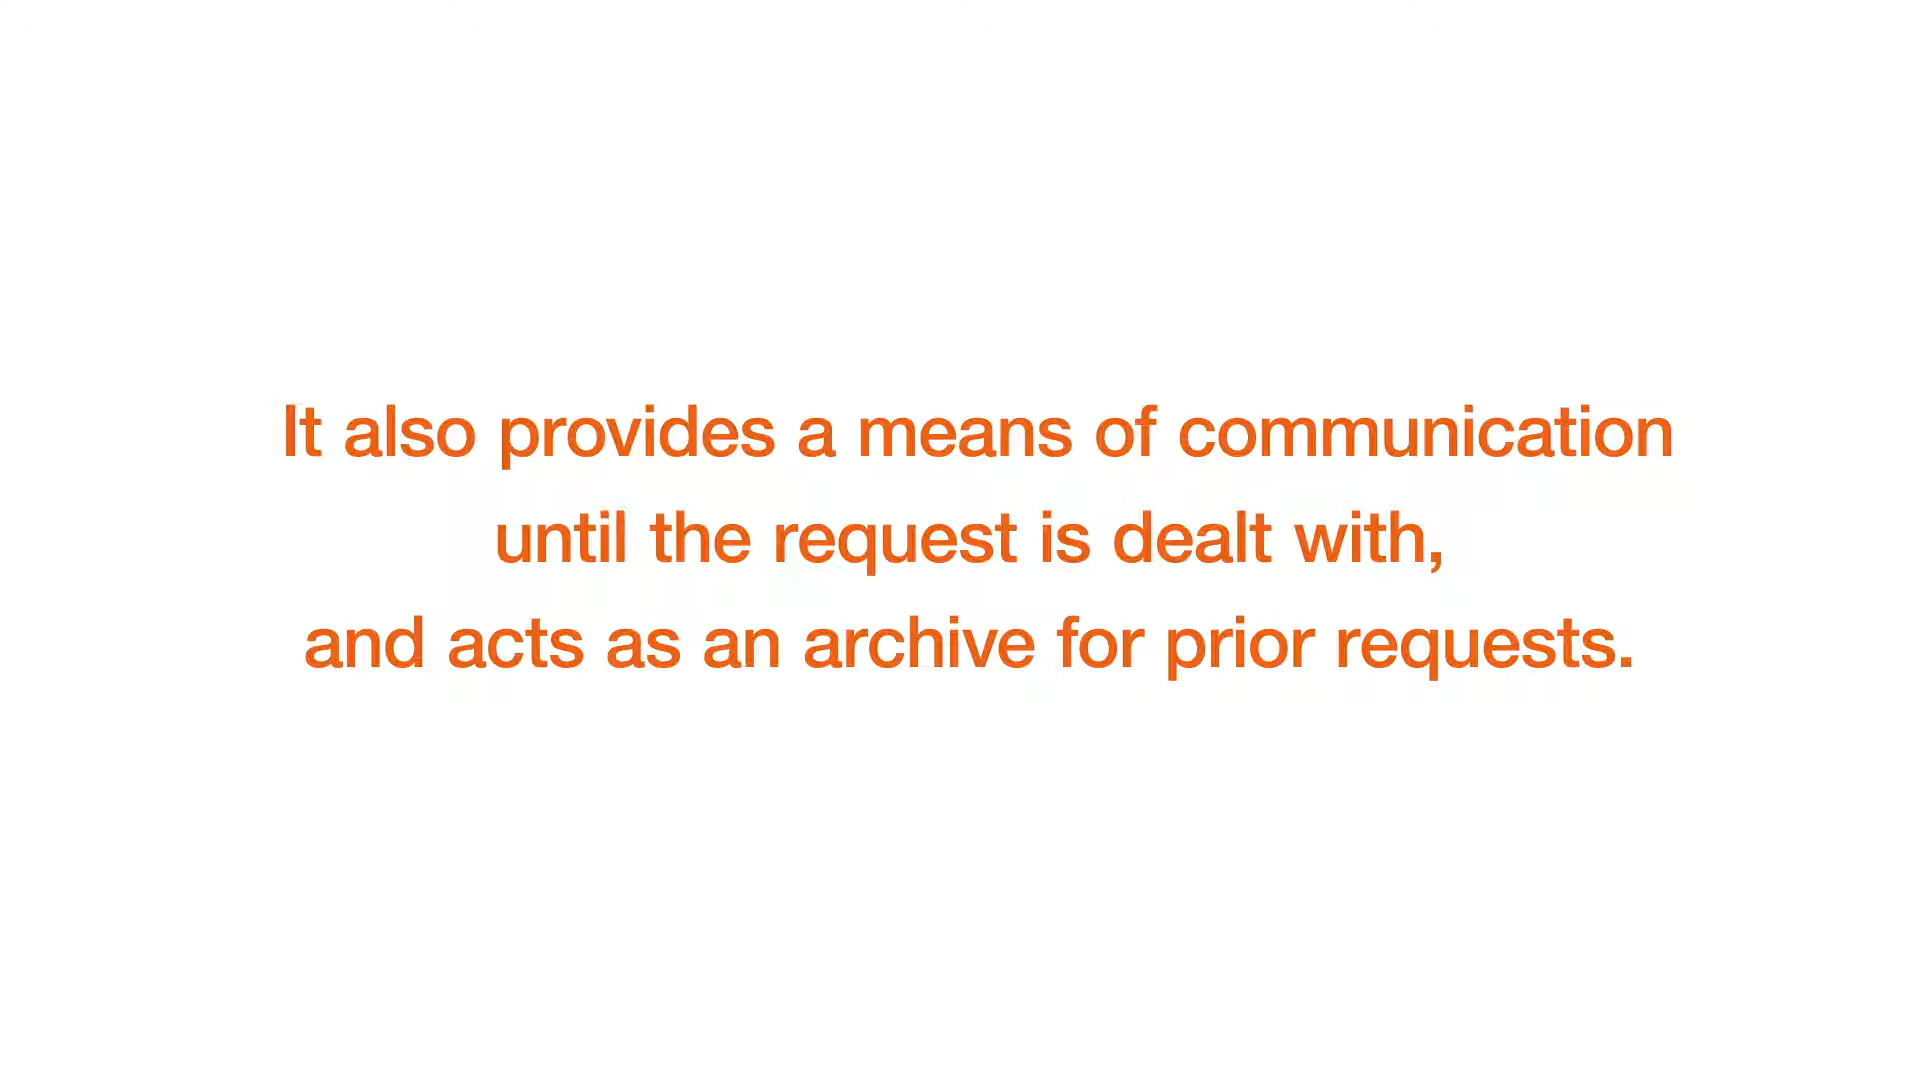 It also provides a means of communication
until the request is dealt with,
and acts as an archive for prior requests.